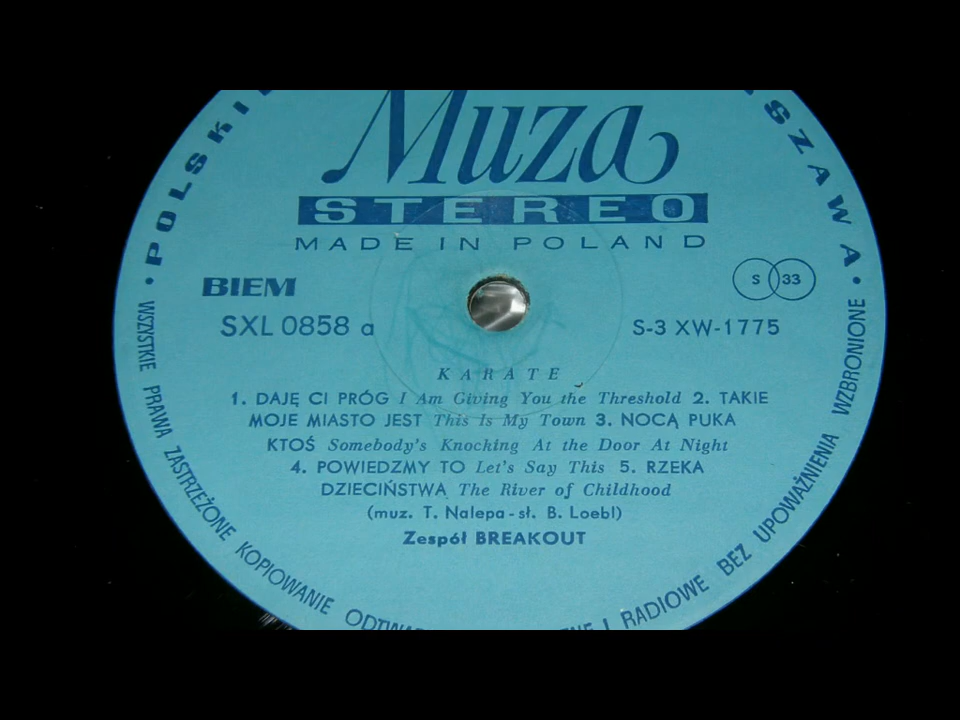 POLSKIE
SZAWA
Muza
STEREO
MADE IN POLAND
BIEM
S 33
SXL 0858 a
S-3 XW-1775
KARATE
1. DAJĘ CI PRÓG I Am Giving You the Threshold 2. TAKIE
MOJE MIASTO JEST This Is My Town 3. NOCĄ PUKA
KTOŚ Somebody's Knocking At the Door At Night
4. POWIEDZMY TO Let's Say This 5. RZEKA
DZIECIŃSTWA The River of Childhood
(muz. T. Nalepa - sł. B. Loebl)
Zespół BREAKOUT
WSZYSTKIE PRAWA ZASTRZEŻONE KOPIOWANIE
I RADIOWE BEZ UPOWAŻNIENIA WZBRONIONE